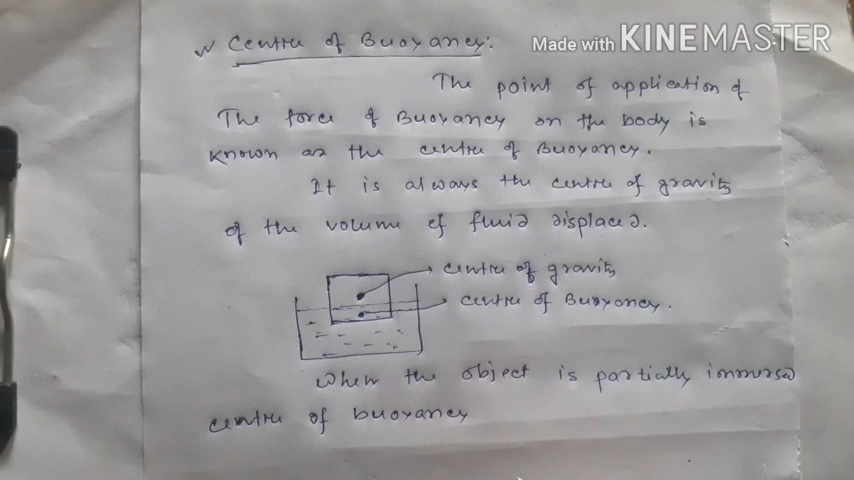 Centre of Buoyancy:
Made with KINEMASTER
The point of application of
The force of Buoyancy on the body is
known as the centre of Buoyancy.
It is always the centre of gravity
of the volume of fluid displaced.
centre of gravity
centre of Buoyancy.
When the object is partially immersed
centre of buoyancy